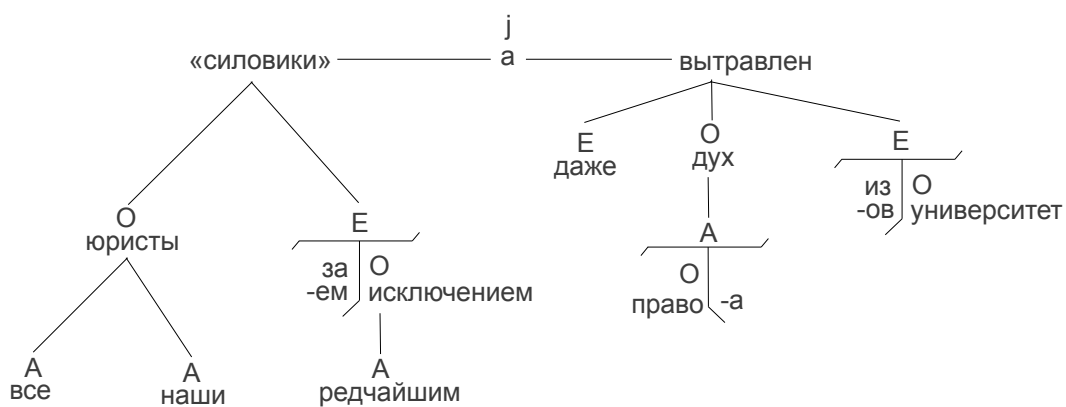 j
«силовики» a вытравлен
E даже
O дух
E
из O
-ов университет
O юристы
E
за O
-ем исключением
A
O
право -а
A все
A наши
A редчайшим